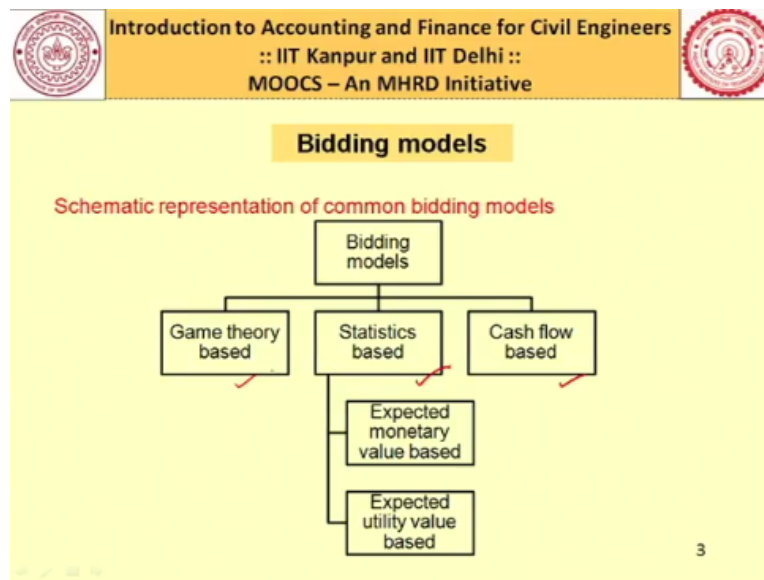 Introduction to Accounting and Finance for Civil Engineers
:: IIT Kanpur and IIT Delhi ::
MOOCS – An MHRD Initiative
Bidding models
Schematic representation of common bidding models
Bidding
models
Game theory
based
Statistics
based
Cash flow
based
Expected
monetary
value based
Expected
utility value
based
3